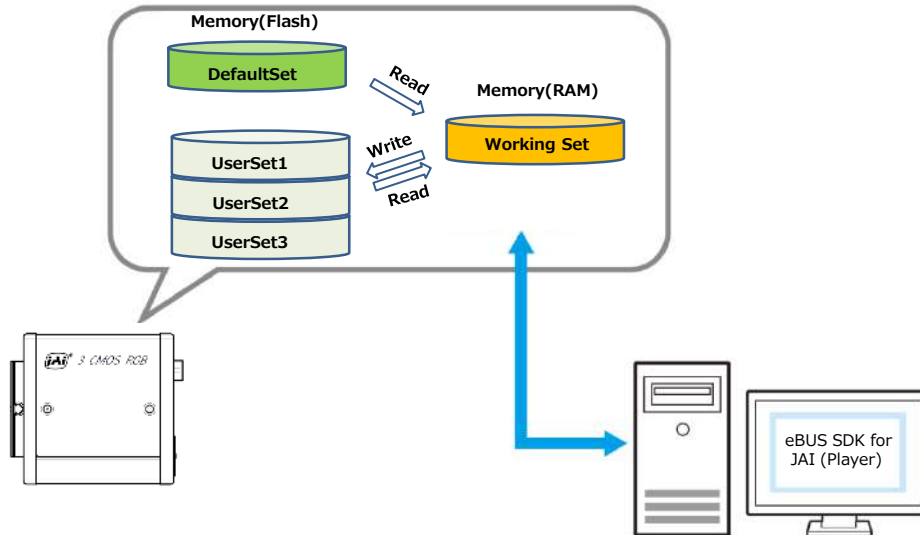 Memory(Flash)
DefaultSet
Read
Memory(RAM)
Working Set
Write
Read
UserSet1
UserSet2
UserSet3
JAI® 3 CMOS RGB
eBUS SDK for
JAI (Player)